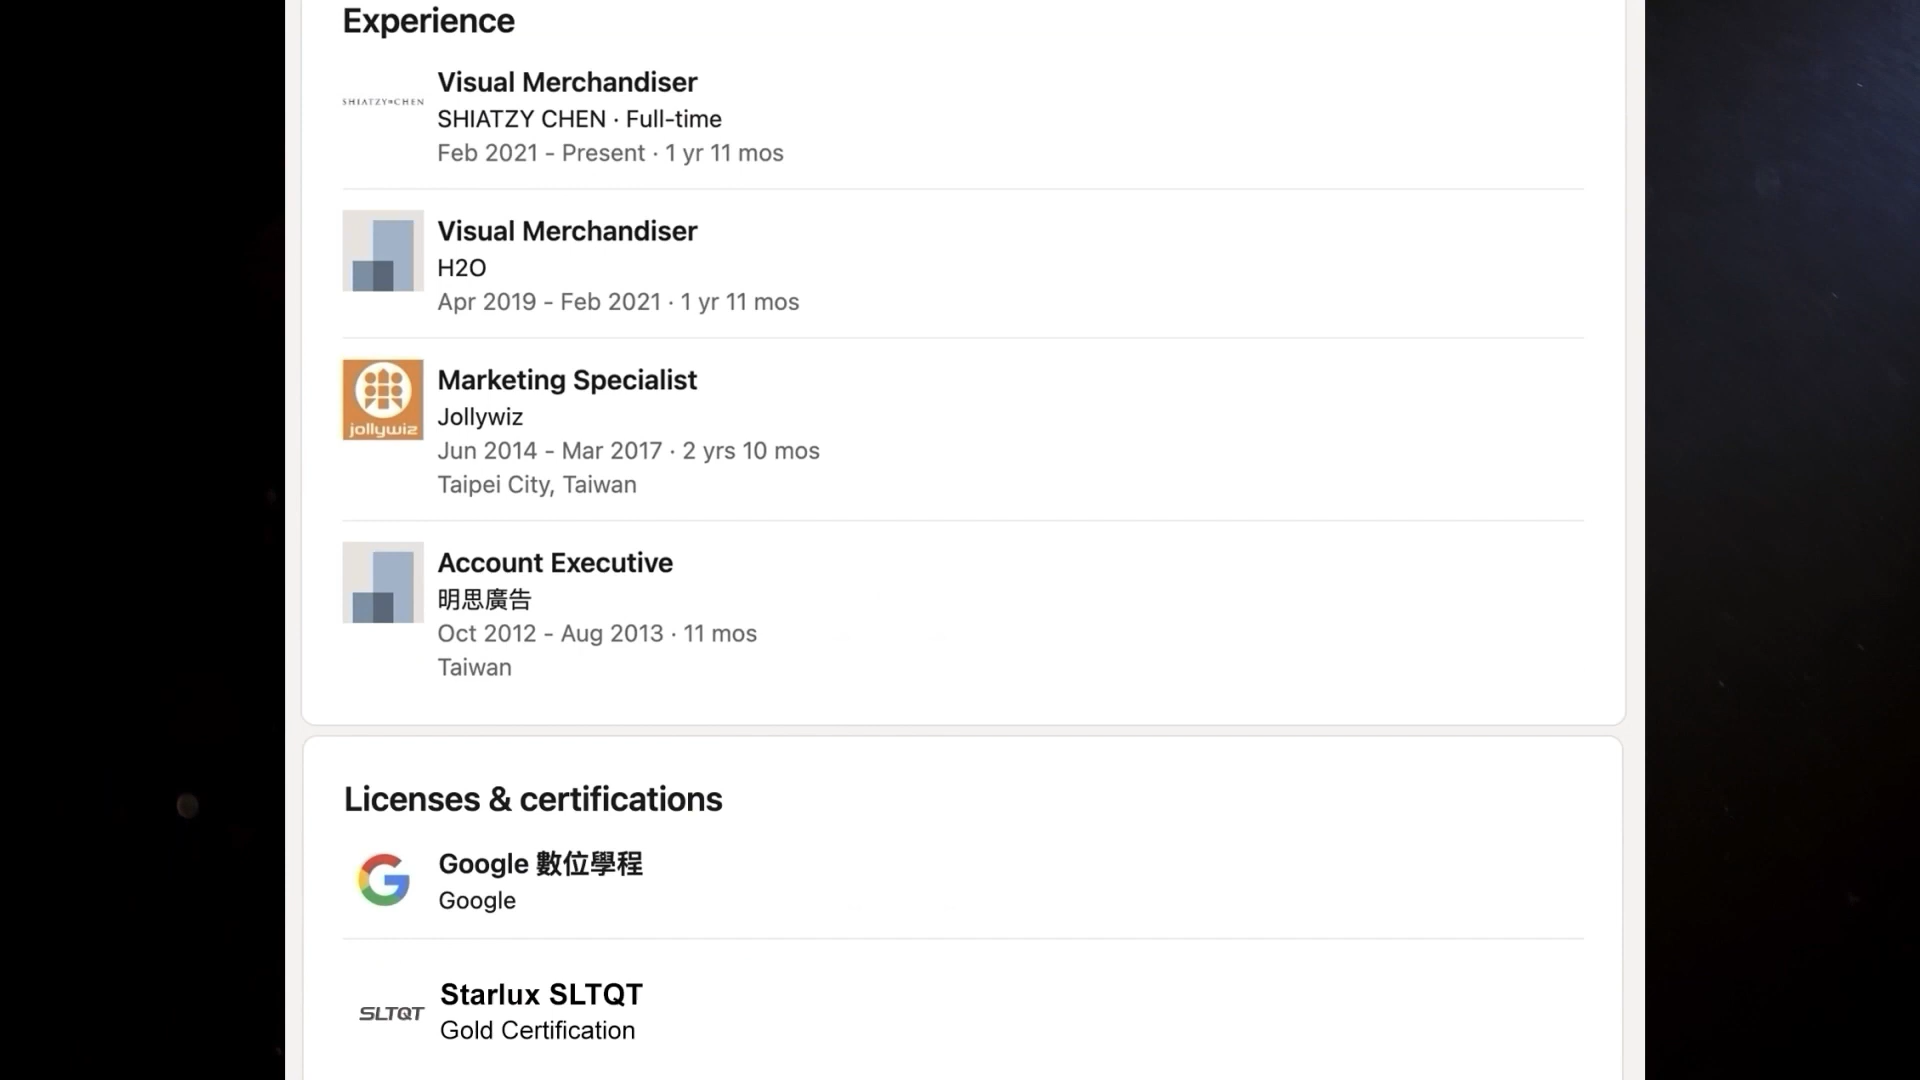 Experience
SHIATZY CHEN
Visual Merchandiser
SHIATZY CHEN · Full-time
Feb 2021 - Present · 1 yr 11 mos
Visual Merchandiser
H2O
Apr 2019 - Feb 2021 · 1 yr 11 mos
jollywiz
Marketing Specialist
Jollywiz
Jun 2014 - Mar 2017 · 2 yrs 10 mos
Taipei City, Taiwan
Account Executive
明思廣告
Oct 2012 - Aug 2013 · 11 mos
Taiwan
Licenses & certifications
Google 數位學程
Google
SLTQT
Starlux SLTQT
Gold Certification